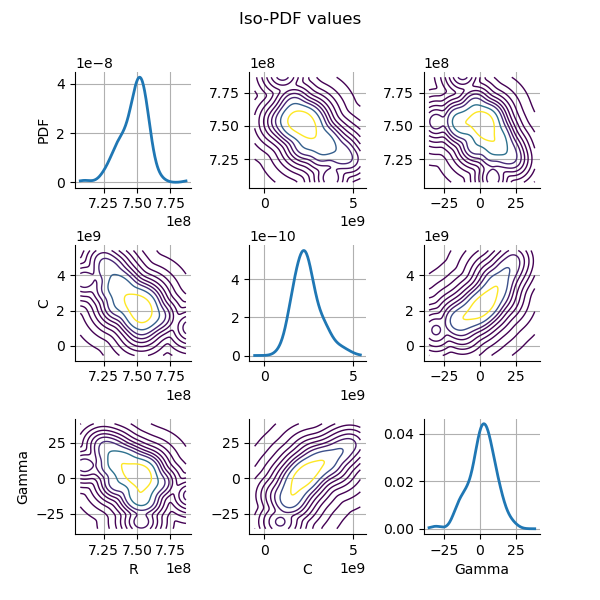 Iso-PDF values
1e−8
1e8
1e8
PDF
4
2
0
7.75
7.50
7.25
7.75
7.50
7.25
7.25 7.50 7.75
0 5
−25 0 25
1e8
1e9
1e9
1e−10
1e9
C
4
2
0
4
2
0
4
2
0
7.25 7.50 7.75
0 5
−25 0 25
1e8
1e9
Gamma
25
0
−25
25
0
−25
0.04
0.02
0.00
7.25 7.50 7.75
0 5
−25 0 25
R 1e8
C 1e9
Gamma